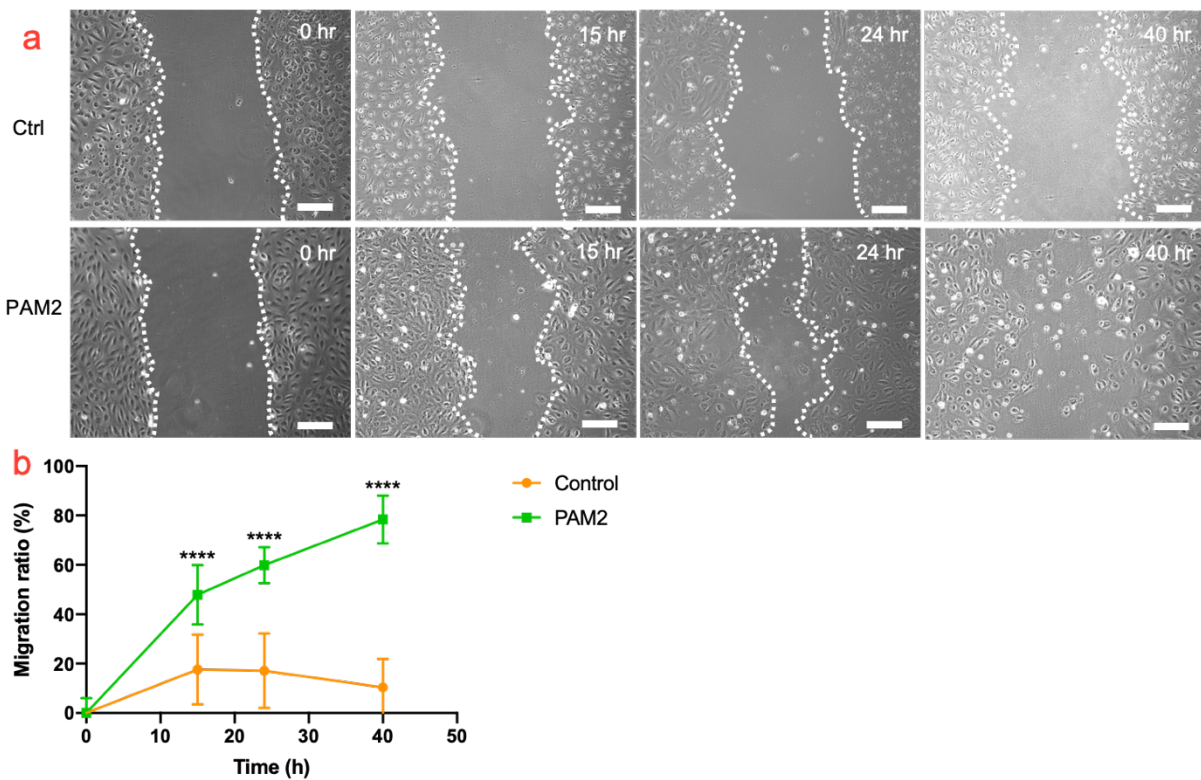 a
0 hr
15 hr
24 hr
40 hr
Ctrl
0 hr
15 hr
24 hr
40 hr
PAM2
b
100
80
60
40
20
0
Migration ratio (%)
****
****
****
0
10
20
30
40
50
Time (h)
Control
PAM2